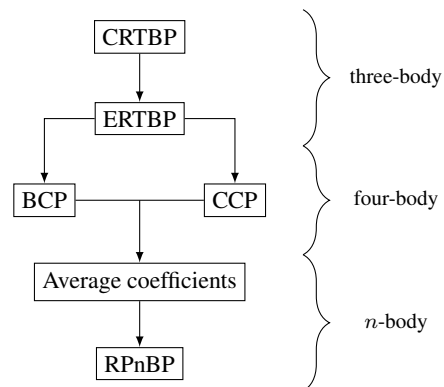 CRTBP
three-body
ERTBP
BCP
CCP
four-body
Average coefficients
n-body
RPnBP